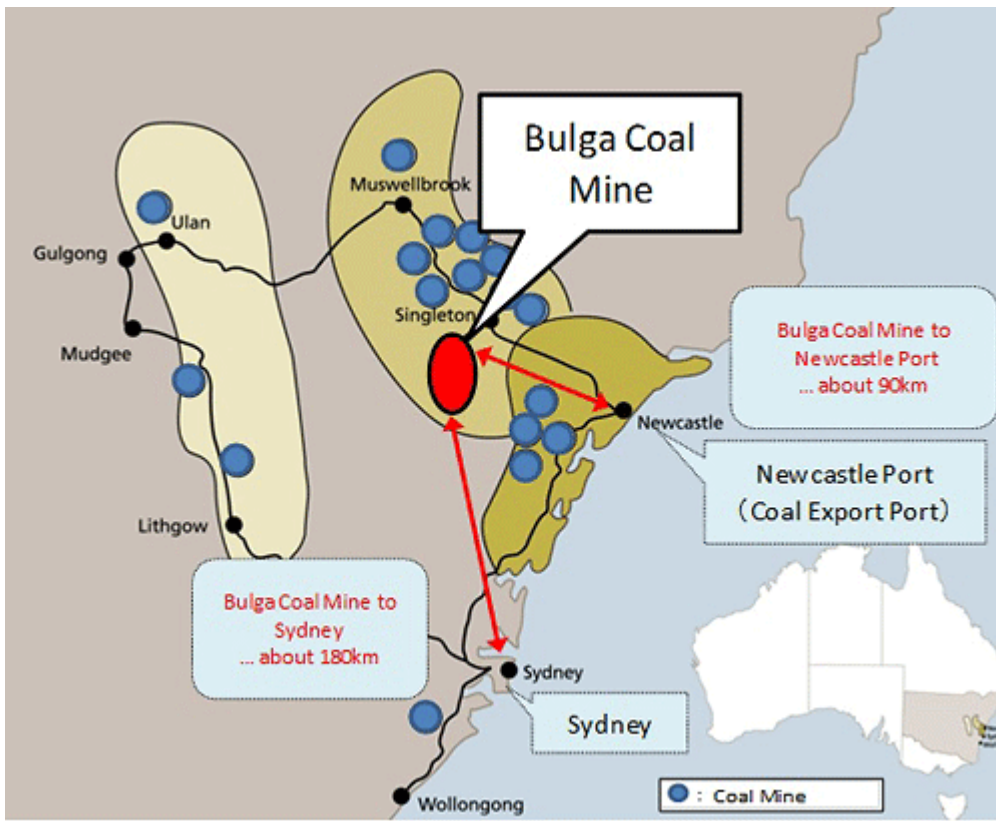 Bulga Coal
Mine
Muswellbrook
Ulan
Gulgong
Singleton
Mudgee
Bulga Coal Mine to
Newcastle Port
... about 90km
Newcastle
Newcastle Port
(Coal Export Port)
Lithgow
Bulga Coal Mine to
Sydney
... about 180km
Sydney
Sydney
Wollongong
: Coal Mine